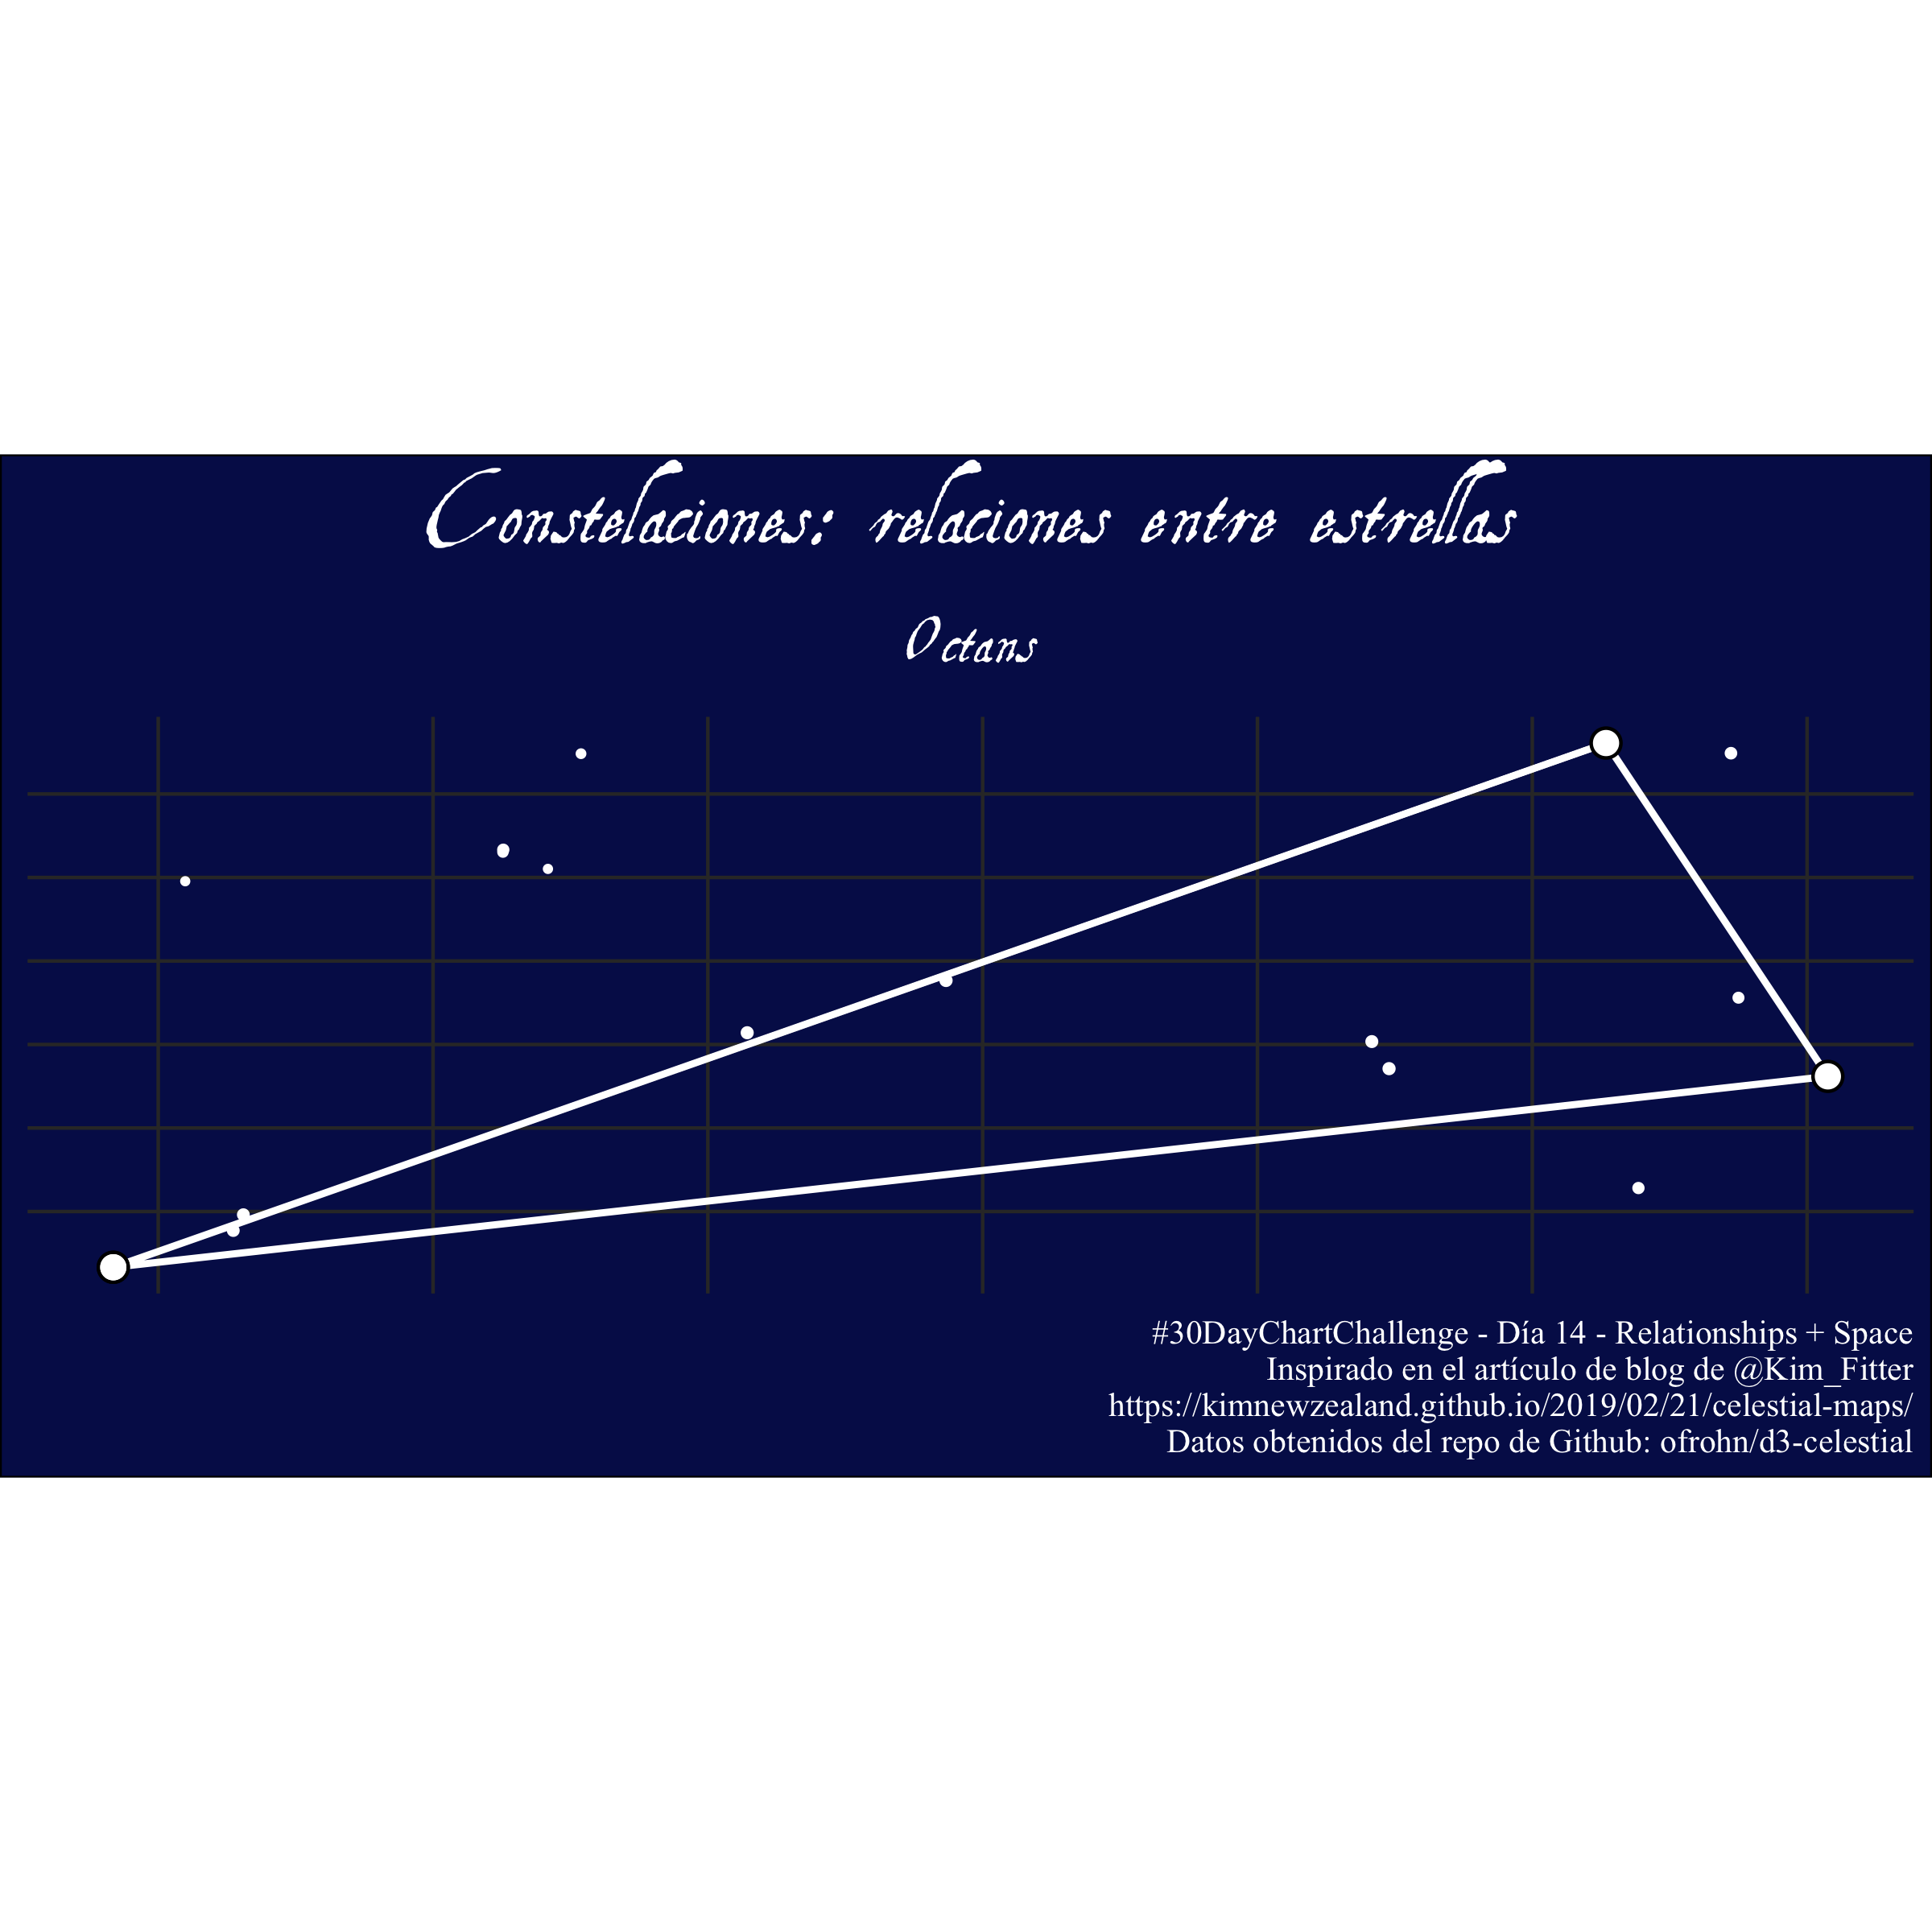 Constelaciones: relaciones entre estrellas
Octans
#30DayChartChallenge - Día 14 - Relationships + Space
Inspirado en el artículo de blog de @Kim_Fitter
https://kimnewzealand.github.io/2019/02/21/celestial-maps/
Datos obtenidos del repo de Github: ofrohn/d3-celestial